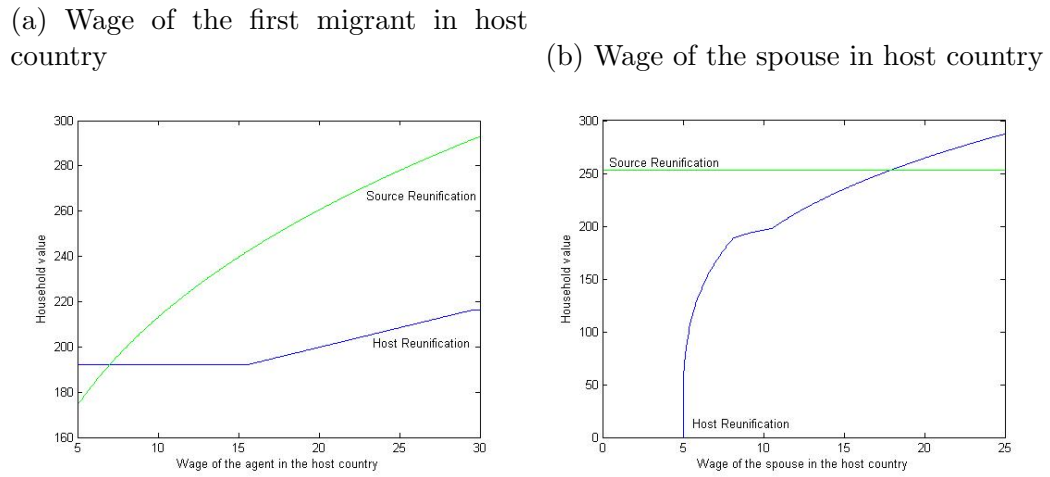 (a) Wage of the first migrant in host
country
(b) Wage of the spouse in host country
300
280
260
240
220
200
180
160
Household value
Source Reunification
Host Reunification
5
10
15
20
25
30
Wage of the agent in the host country
300
250
200
150
100
50
0
Household value
Source Reunification
Host Reunification
0
5
10
15
20
25
Wage of the spouse in the host country